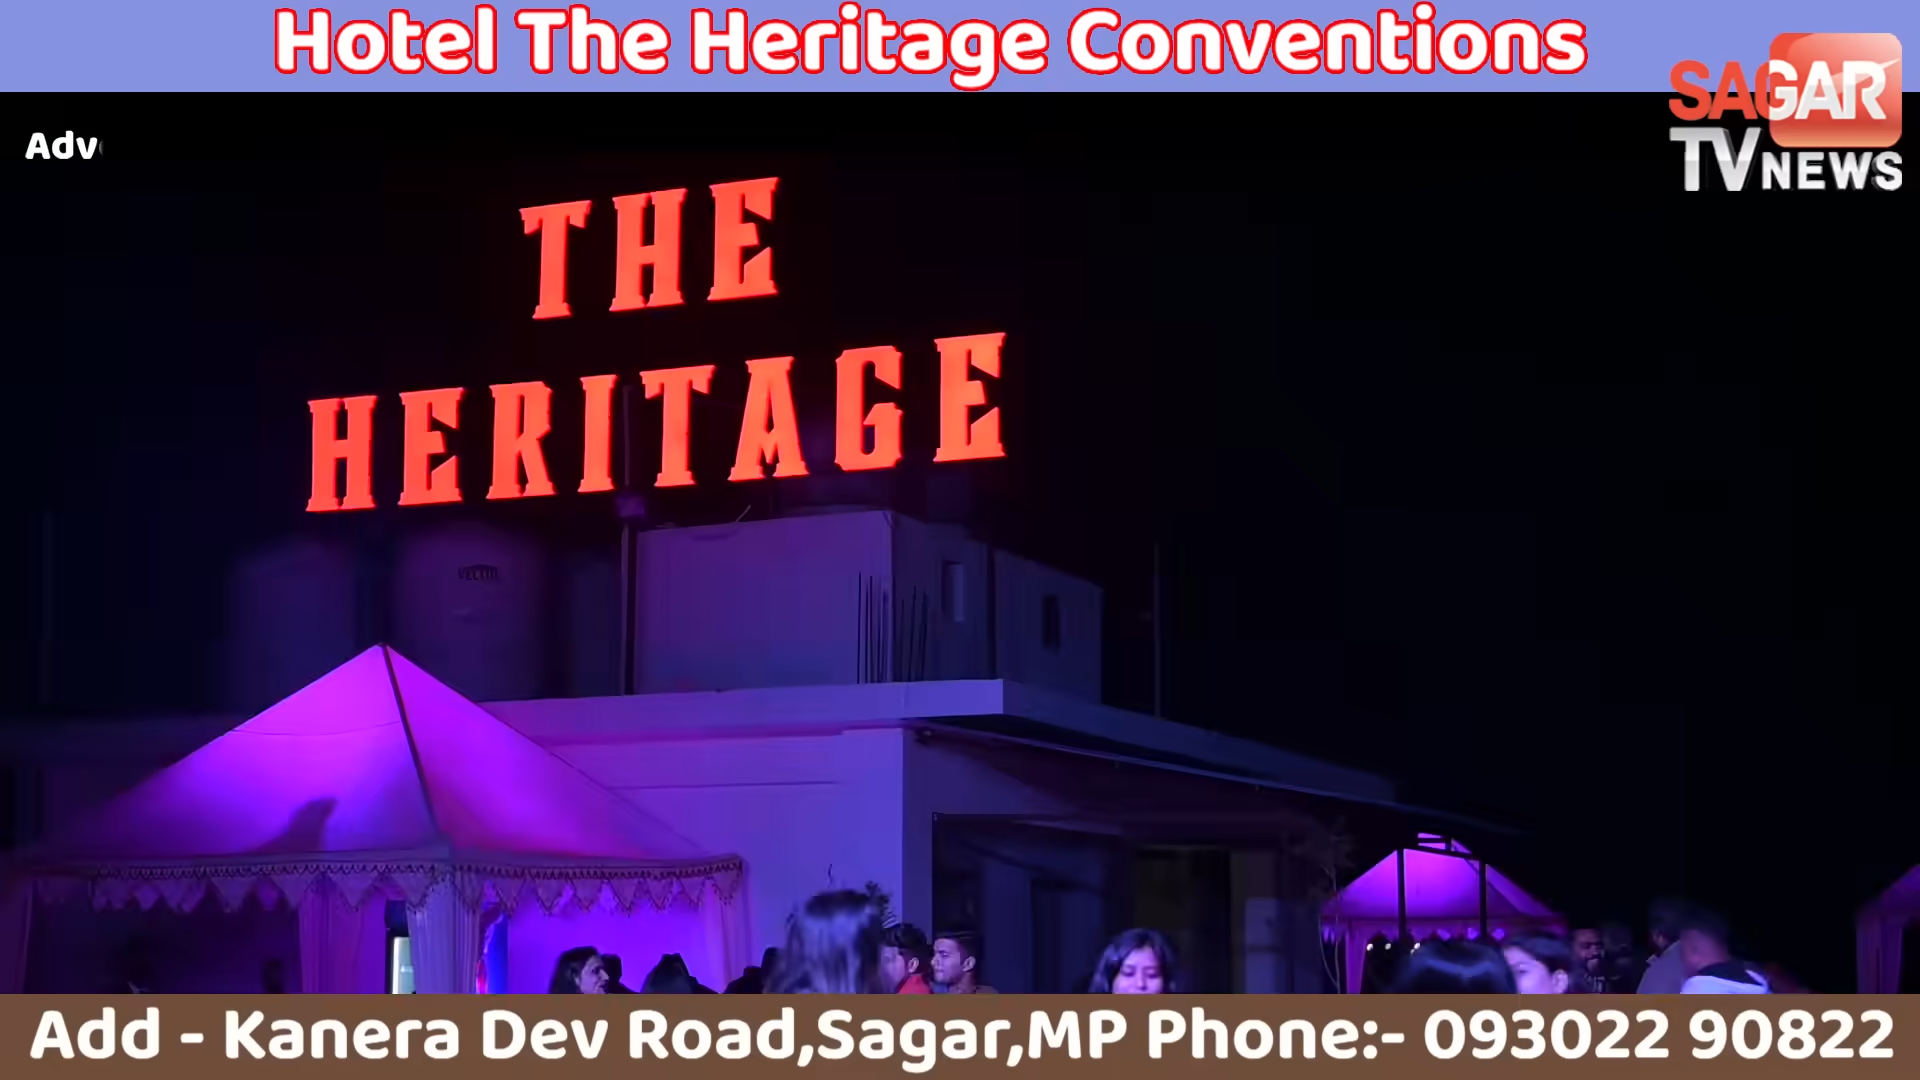 Hotel The Heritage Conventions
SAGAR
TV NEWS
Adv
THE
HERITAGE
Add - Kanera Dev Road,Sagar,MP Phone:- 093022 90822